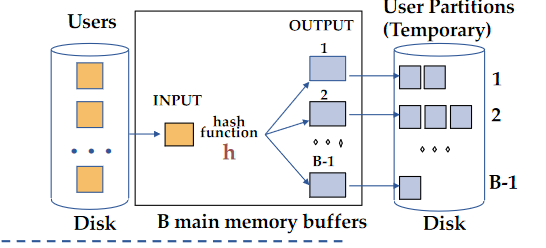 Users
User Partitions
(Temporary)
OUTPUT
1
1
INPUT
2
2
hash
function
h
• • •
B-1
B-1
Disk
B main memory buffers
Disk